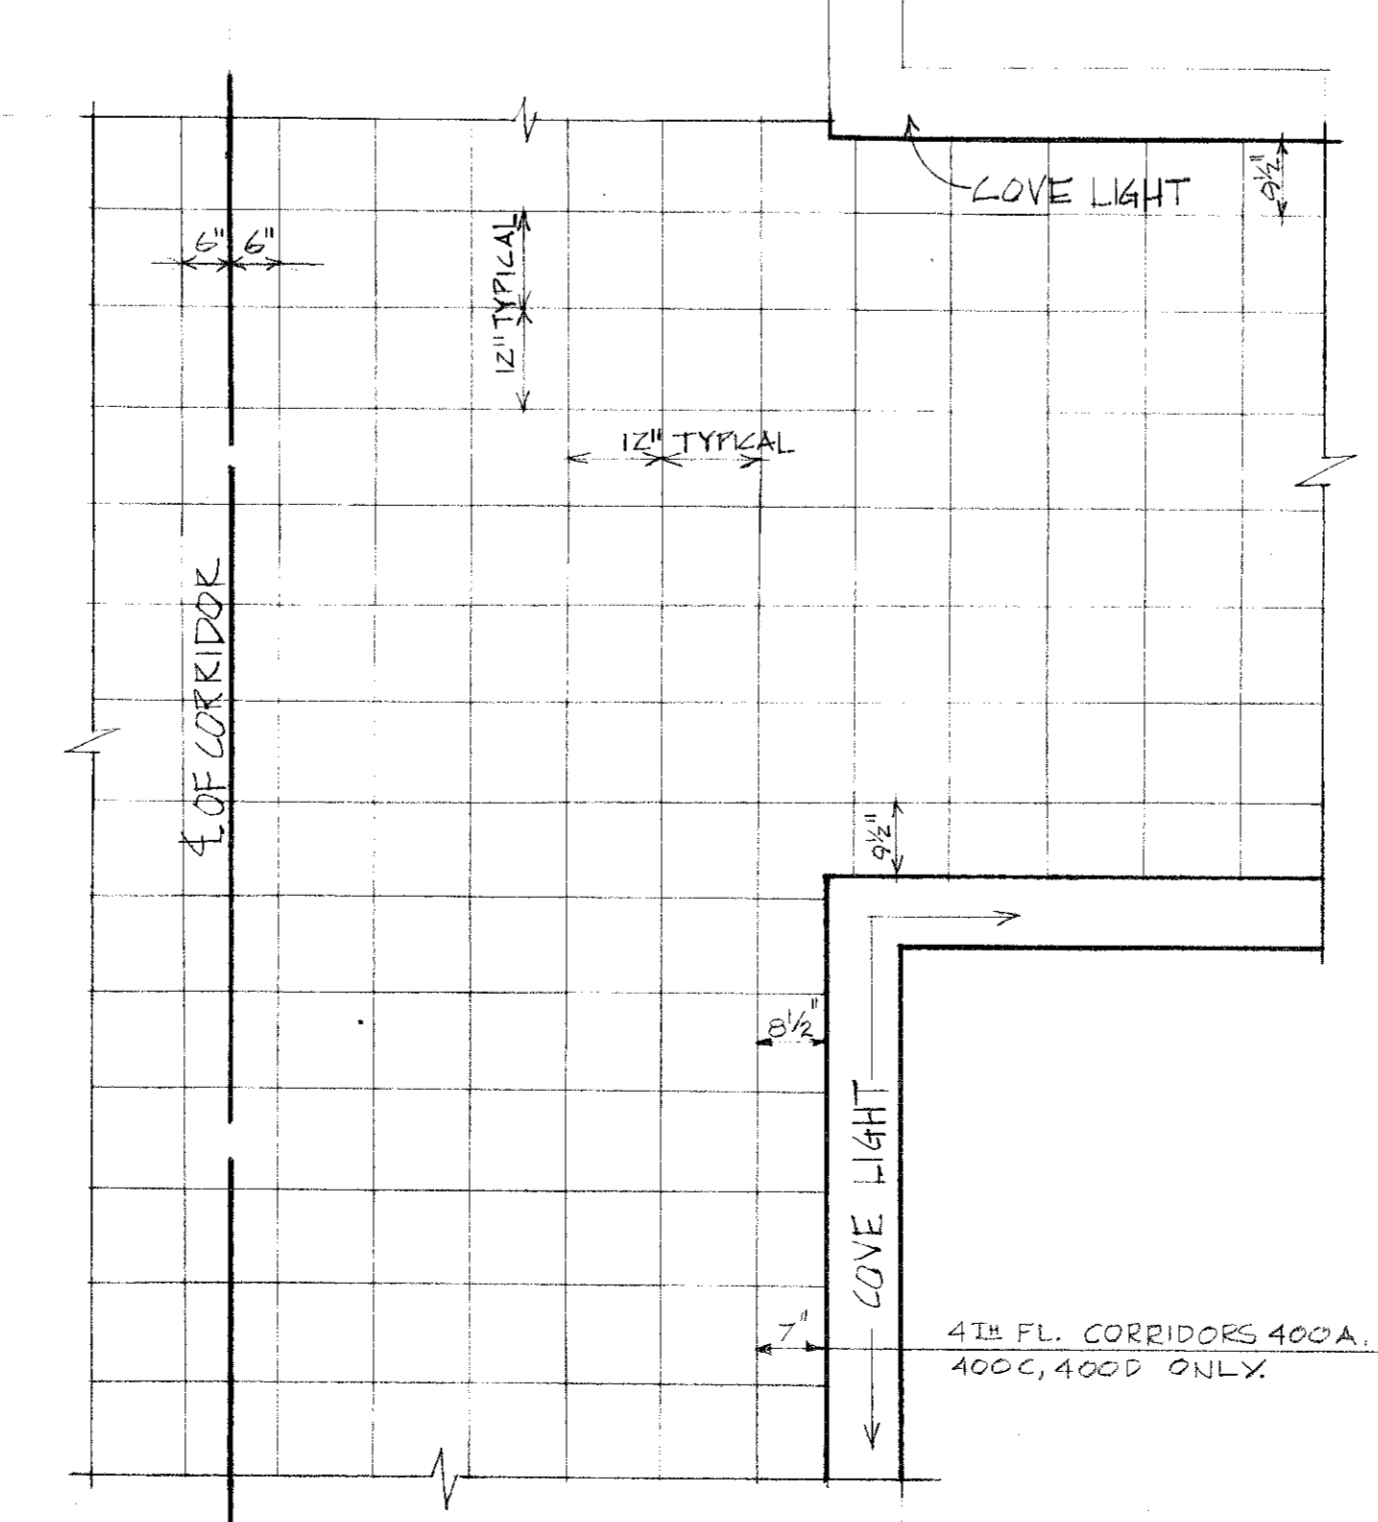 COVE LIGHT
9½"
6" 6"
12" TYPICAL
12" TYPICAL
℄ OF CORRIDOR
9½"
8½"
COVE LIGHT
7"
4TH FL. CORRIDORS 400A.
400C, 400D ONLY.